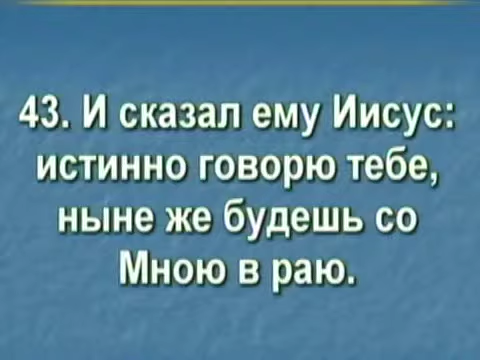 43. И сказал ему Иисус:
истинно говорю тебе,
ныне же будешь со
Мною в раю.